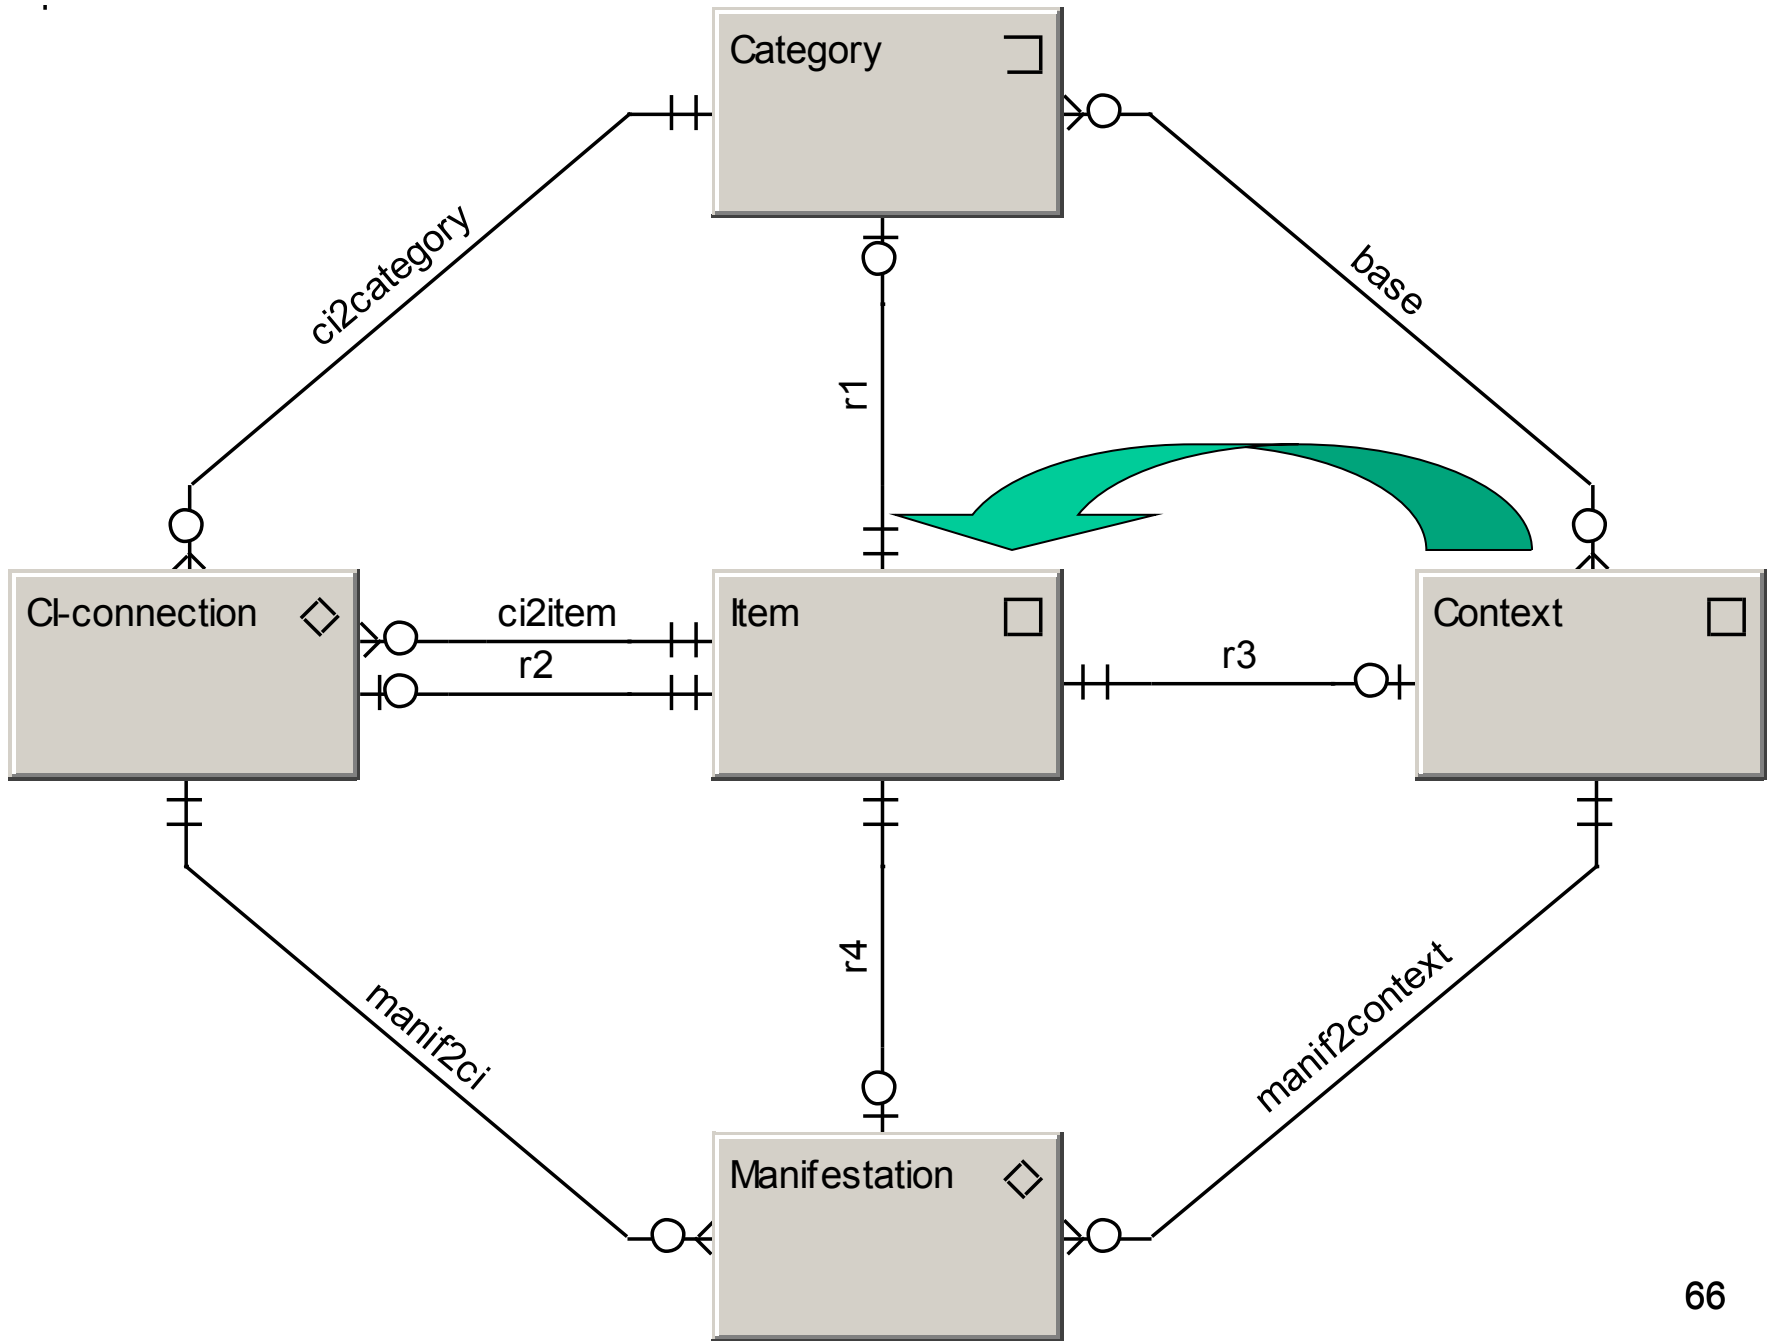 Category
ci2category
base
r1
CI-connection
ci2item
Item
Context
r2
r3
r4
manif2ci
manif2context
Manifestation
66